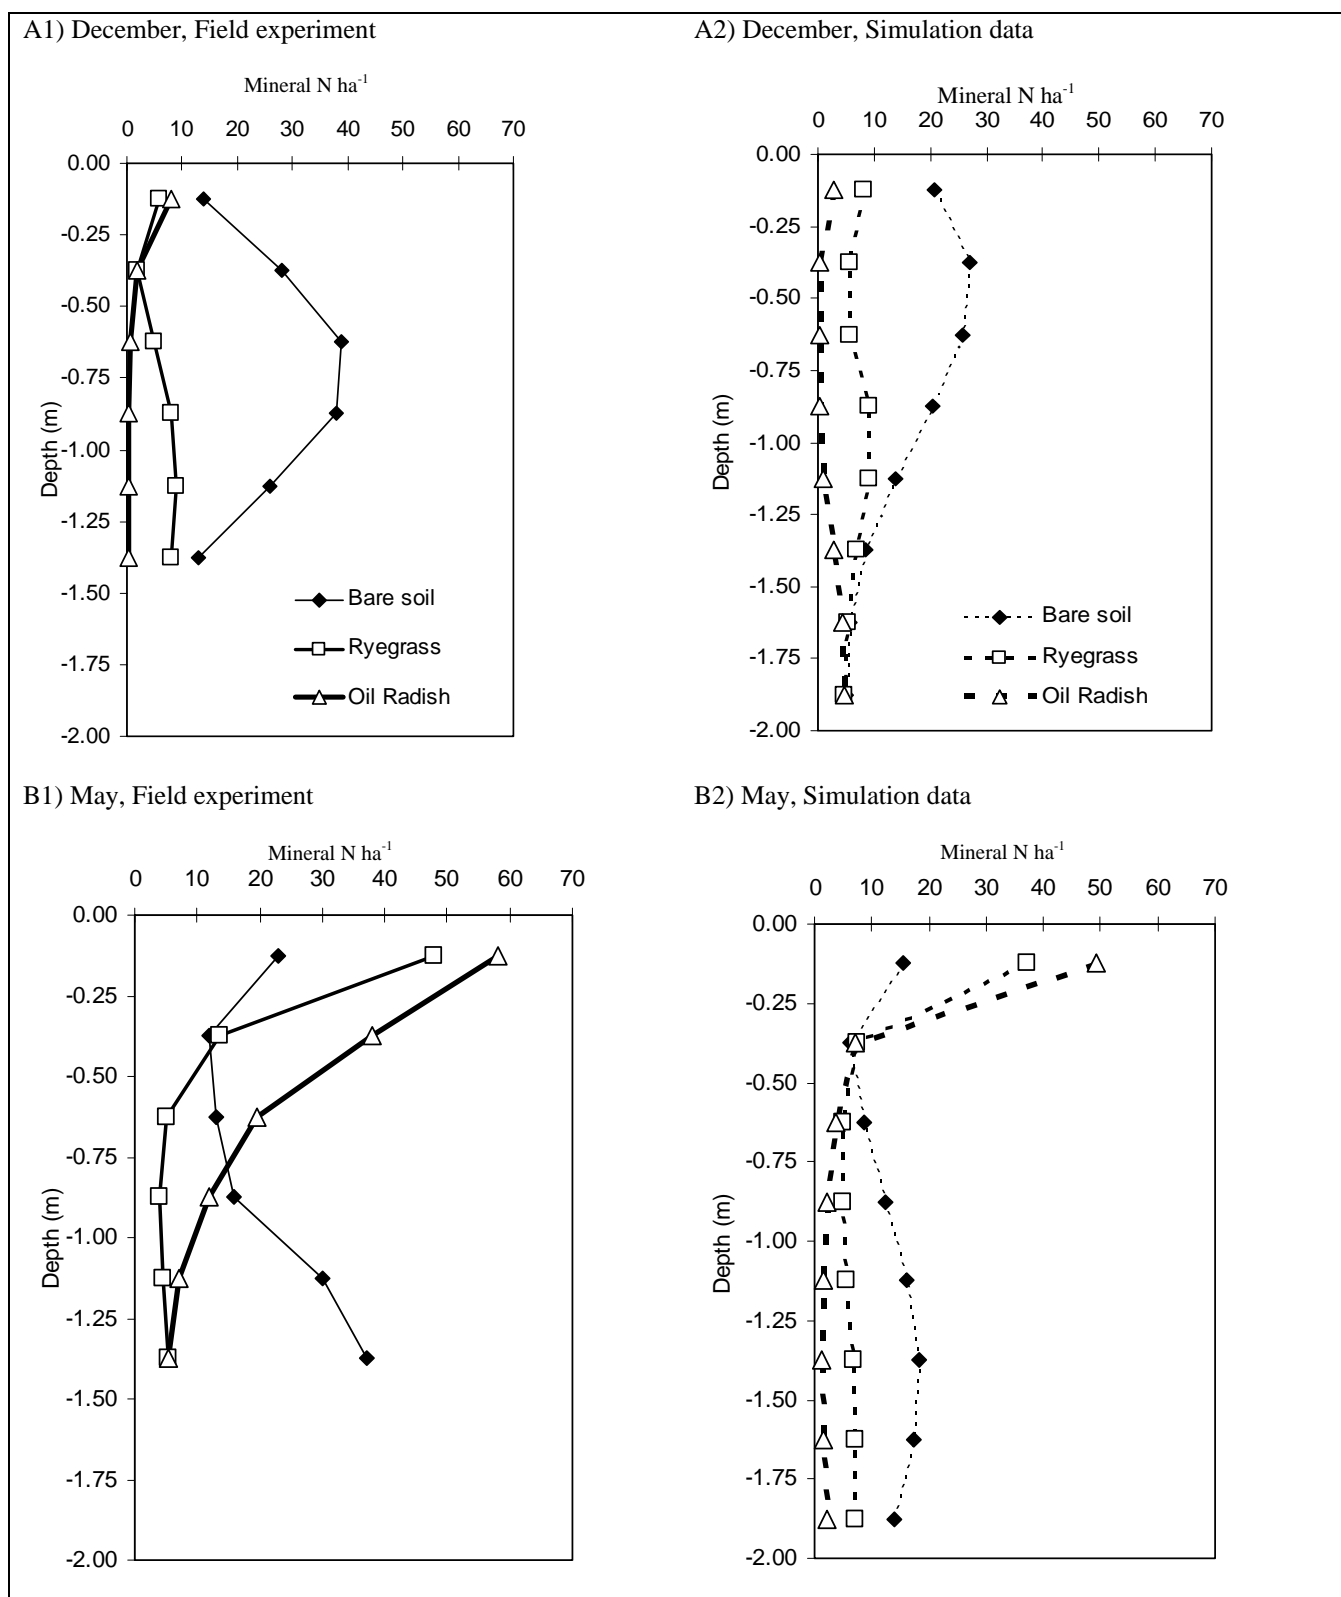 A1) December, Field experiment
Mineral N ha-1
0 10 20 30 40 50 60 70
0.00
-0.25
-0.50
-0.75
-1.00
-1.25
-1.50
-1.75
-2.00
Depth (m)
Bare soil
Ryegrass
Oil Radish
A2) December, Simulation data
Mineral N ha-1
0 10 20 30 40 50 60 70
0.00
-0.25
-0.50
-0.75
-1.00
-1.25
-1.50
-1.75
-2.00
Depth (m)
Bare soil
Ryegrass
Oil Radish
B1) May, Field experiment
Mineral N ha-1
0 10 20 30 40 50 60 70
0.00
-0.25
-0.50
-0.75
-1.00
-1.25
-1.50
-1.75
-2.00
Depth (m)
B2) May, Simulation data
Mineral N ha-1
0 10 20 30 40 50 60 70
0.00
-0.25
-0.50
-0.75
-1.00
-1.25
-1.50
-1.75
-2.00
Depth (m)